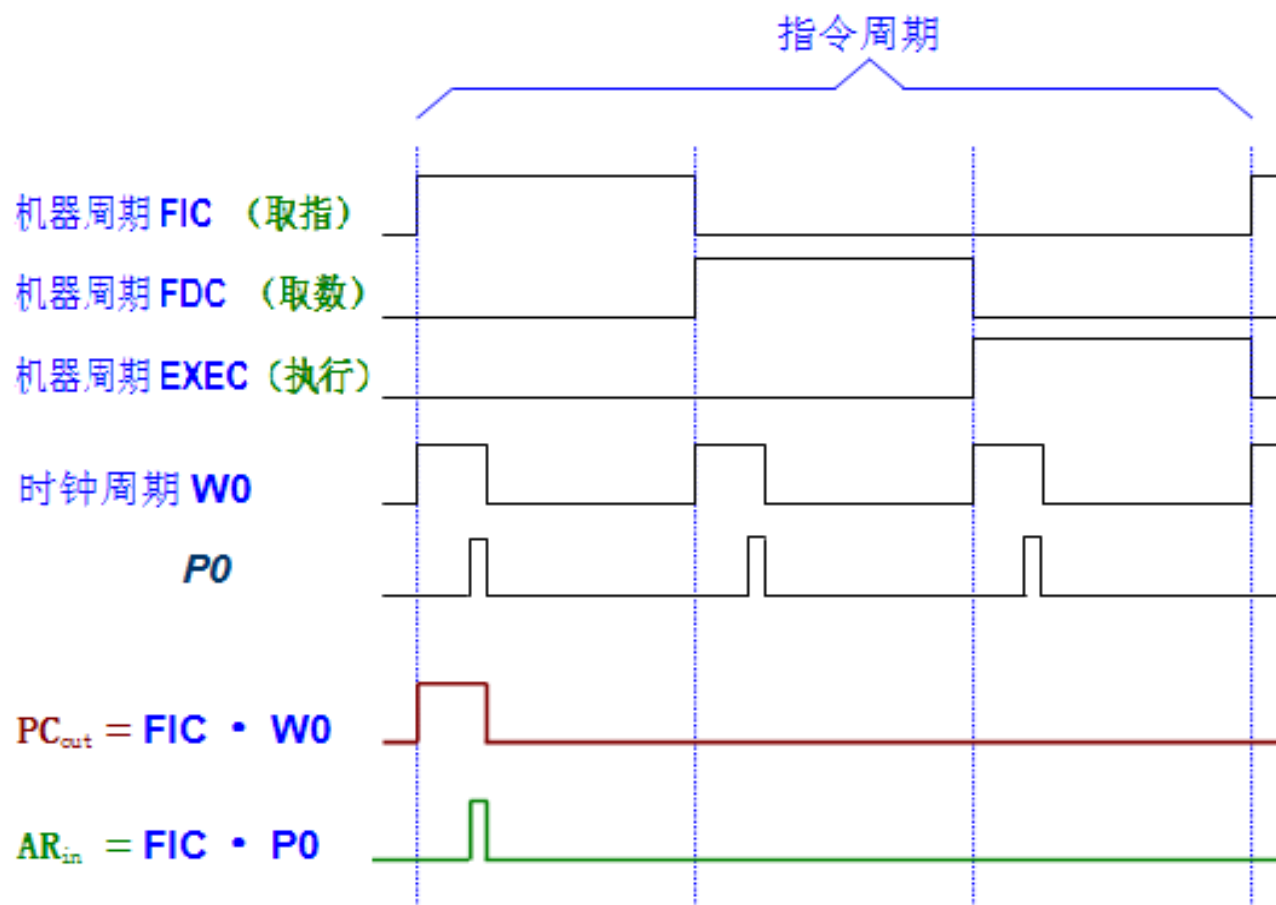 指令周期
机器周期 FIC （取指）
机器周期 FDC （取数）
机器周期 EXEC（执行）
时钟周期 W0
P0
PCout = FIC · W0
ARin = FIC · P0